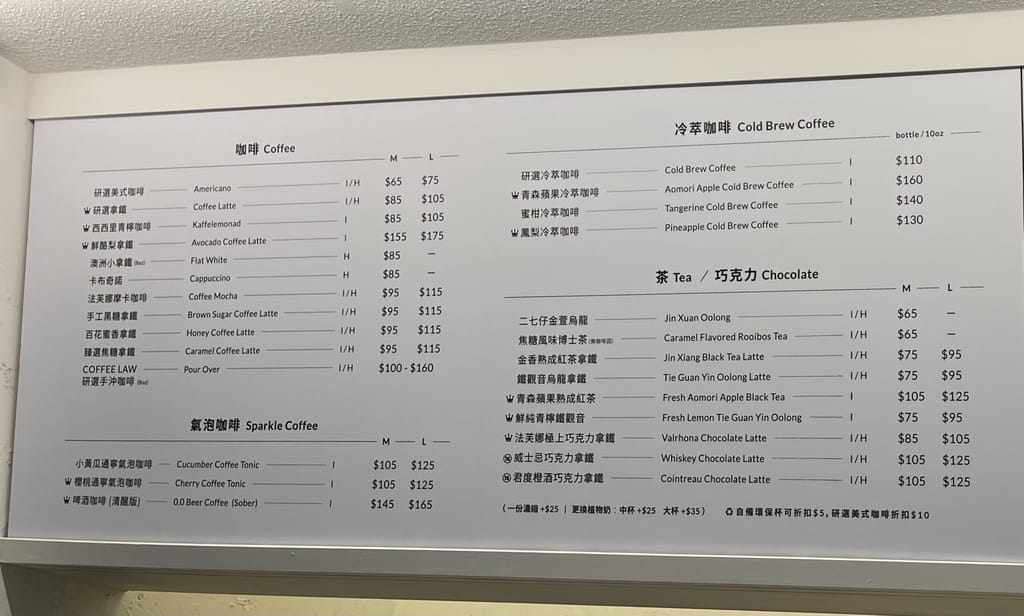 咖啡 Coffee
M L
研選美式咖啡 Americano I/H $65 $75
研選拿鐵 Coffee Latte I/H $85 $105
西西里青檸咖啡 Kaffelemonad I $85 $105
鮮酪梨拿鐵 Avocado Coffee Latte I $155 $175
澳洲小拿鐵 (8oz) Flat White H $85 —
卡布奇諾 Cappuccino H $85 —
法芙娜摩卡咖啡 Coffee Mocha I/H $95 $115
手工黑糖拿鐵 Brown Sugar Coffee Latte I/H $95 $115
百花蜜香拿鐵 Honey Coffee Latte I/H $95 $115
臻選焦糖拿鐵 Caramel Coffee Latte I/H $95 $115
COFFEE LAW Pour Over I/H $100 - $160
研選手沖咖啡 (8oz)
氣泡咖啡 Sparkle Coffee
M L
小黃瓜通寧氣泡咖啡 Cucumber Coffee Tonic I $105 $125
櫻桃通寧氣泡咖啡 Cherry Coffee Tonic I $105 $125
啤酒咖啡 (清醒版) 0.0 Beer Coffee (Sober) I $145 $165
冷萃咖啡 Cold Brew Coffee
bottle/10oz
研選冷萃咖啡 Cold Brew Coffee I $110
青森蘋果冷萃咖啡 Aomori Apple Cold Brew Coffee I $160
蜜柑冷萃咖啡 Tangerine Cold Brew Coffee I $140
鳳梨冷萃咖啡 Pineapple Cold Brew Coffee I $130
茶 Tea / 巧克力 Chocolate
M L
二七仔金萱烏龍 Jin Xuan Oolong I/H $65 —
焦糖風味博士茶 (無咖啡因) Caramel Flavored Rooibos Tea I/H $65 —
金香熟成紅茶拿鐵 Jin Xiang Black Tea Latte I/H $75 $95
鐵觀音烏龍拿鐵 Tie Guan Yin Oolong Latte I/H $75 $95
青森蘋果熟成紅茶 Fresh Aomori Apple Black Tea I $105 $125
鮮純青檸鐵觀音 Fresh Lemon Tie Guan Yin Oolong I $75 $95
法芙娜極上巧克力拿鐵 Valrhona Chocolate Latte I/H $85 $105
威士忌巧克力拿鐵 Whiskey Chocolate Latte I/H $105 $125
君度橙酒巧克力拿鐵 Cointreau Chocolate Latte I/H $105 $125
(一份濃縮 +$25 | 更換植物奶：中杯 +$25 大杯 +$35) 自備環保杯可折扣$5, 研選美式咖啡折扣$10